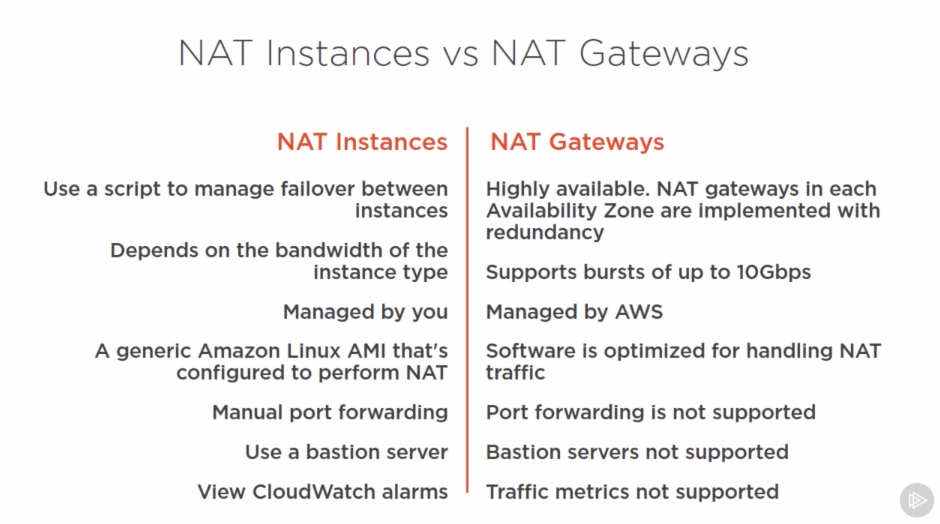 NAT Instances vs NAT Gateways
NAT Instances
Use a script to manage failover between
instances
Depends on the bandwidth of the
instance type
Managed by you
A generic Amazon Linux AMI that's
configured to perform NAT
Manual port forwarding
Use a bastion server
View CloudWatch alarms
NAT Gateways
Highly available. NAT gateways in each
Availability Zone are implemented with
redundancy
Supports bursts of up to 10Gbps
Managed by AWS
Software is optimized for handling NAT
traffic
Port forwarding is not supported
Bastion servers not supported
Traffic metrics not supported